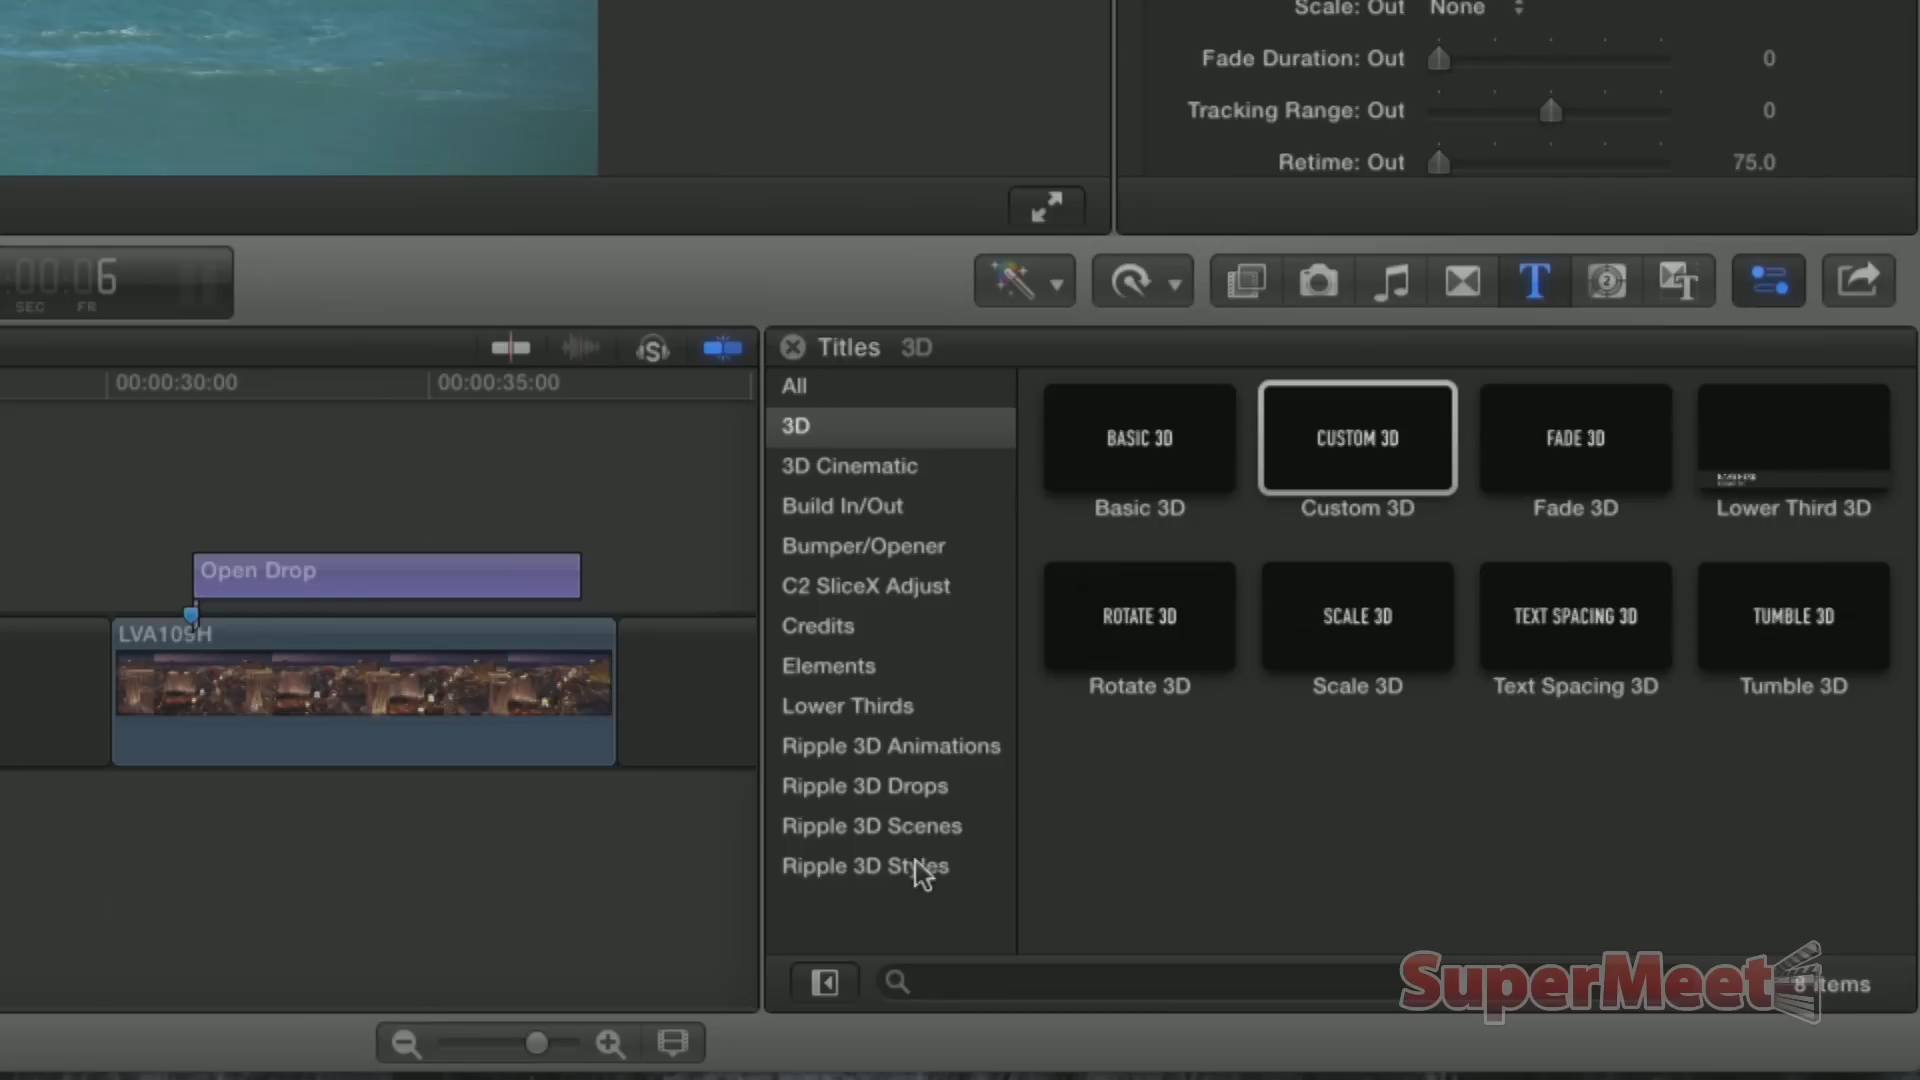 Scale: Out None
Fade Duration: Out 0
Tracking Range: Out 0
Retime: Out 75.0
:00:06
SEC FR
00:00:30:00 00:00:35:00
Open Drop
LVA109H
Titles 3D
All
3D
3D Cinematic
Build In/Out
Bumper/Opener
C2 SliceX Adjust
Credits
Elements
Lower Thirds
Ripple 3D Animations
Ripple 3D Drops
Ripple 3D Scenes
Ripple 3D Styles
BASIC 3D CUSTOM 3D FADE 3D
Basic 3D Custom 3D Fade 3D Lower Third 3D
ROTATE 3D SCALE 3D TEXT SPACING 3D TUMBLE 3D
Rotate 3D Scale 3D Text Spacing 3D Tumble 3D
8 items
SuperMeet